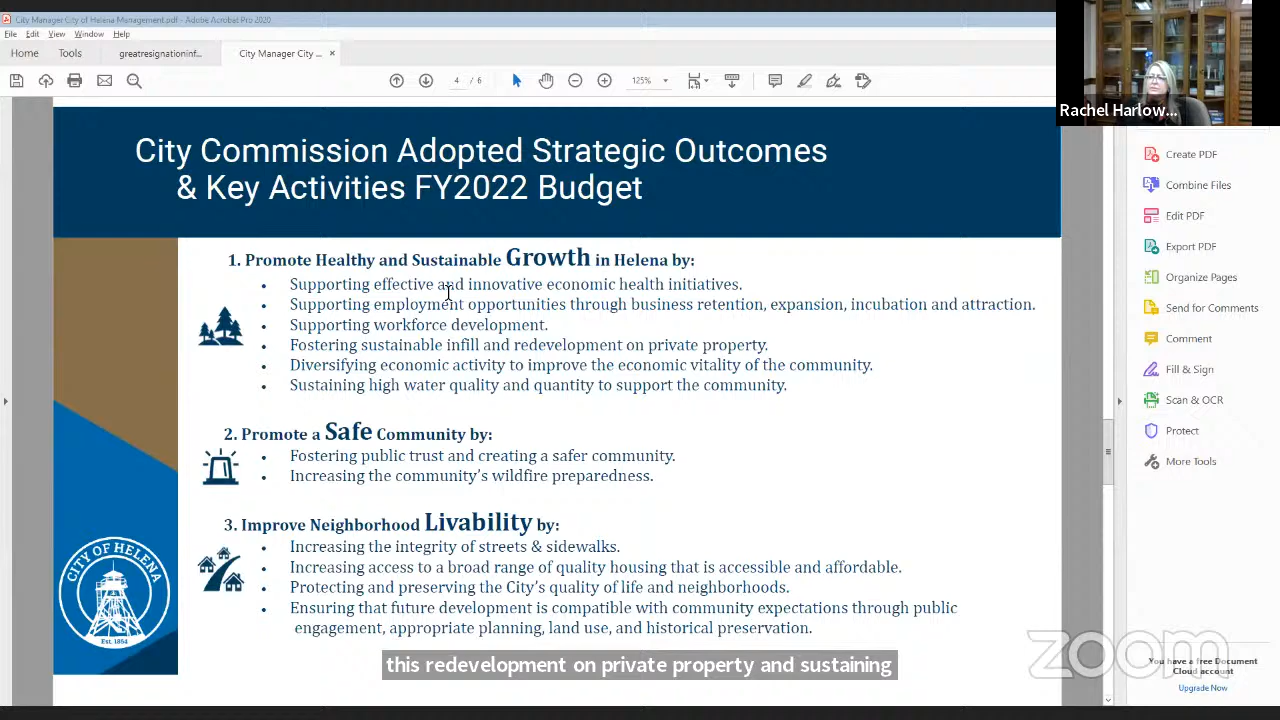 City Manager City of Helena Management.pdf - Adobe Acrobat Pro 2020
File Edit View Window Help
Home Tools greatresignationinf... City Manager City ... ×
4 / 6 125%
Rachel Harlow...
City Commission Adopted Strategic Outcomes
& Key Activities FY2022 Budget
1. Promote Healthy and Sustainable Growth in Helena by:
• Supporting effective and innovative economic health initiatives.
• Supporting employment opportunities through business retention, expansion, incubation and attraction.
• Supporting workforce development.
• Fostering sustainable infill and redevelopment on private property.
• Diversifying economic activity to improve the economic vitality of the community.
• Sustaining high water quality and quantity to support the community.
2. Promote a Safe Community by:
• Fostering public trust and creating a safer community.
• Increasing the community's wildfire preparedness.
3. Improve Neighborhood Livability by:
• Increasing the integrity of streets & sidewalks.
• Increasing access to a broad range of quality housing that is accessible and affordable.
• Protecting and preserving the City's quality of life and neighborhoods.
• Ensuring that future development is compatible with community expectations through public
engagement, appropriate planning, land use, and historical preservation.
CITY OF HELENA
Est. 1864
this redevelopment on private property and sustaining
Create PDF
Combine Files
Edit PDF
Export PDF
Organize Pages
Send for Comments
Comment
Fill & Sign
Scan & OCR
Protect
More Tools
zoom
You have a free Document
Cloud account
Upgrade Now